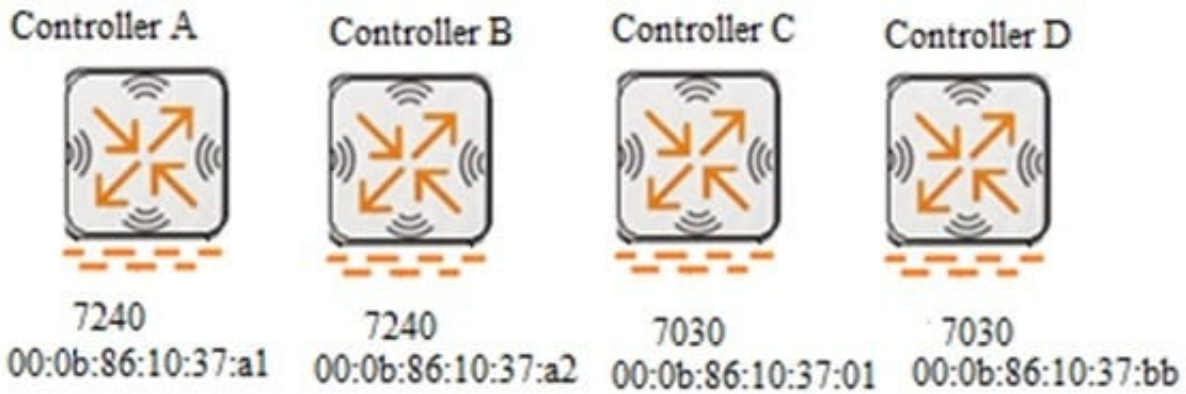 Controller A
Controller B
Controller C
Controller D
7240
7240
7030
7030
00:0b:86:10:37:a1
00:0b:86:10:37:a2
00:0b:86:10:37:01
00:0b:86:10:37:bb